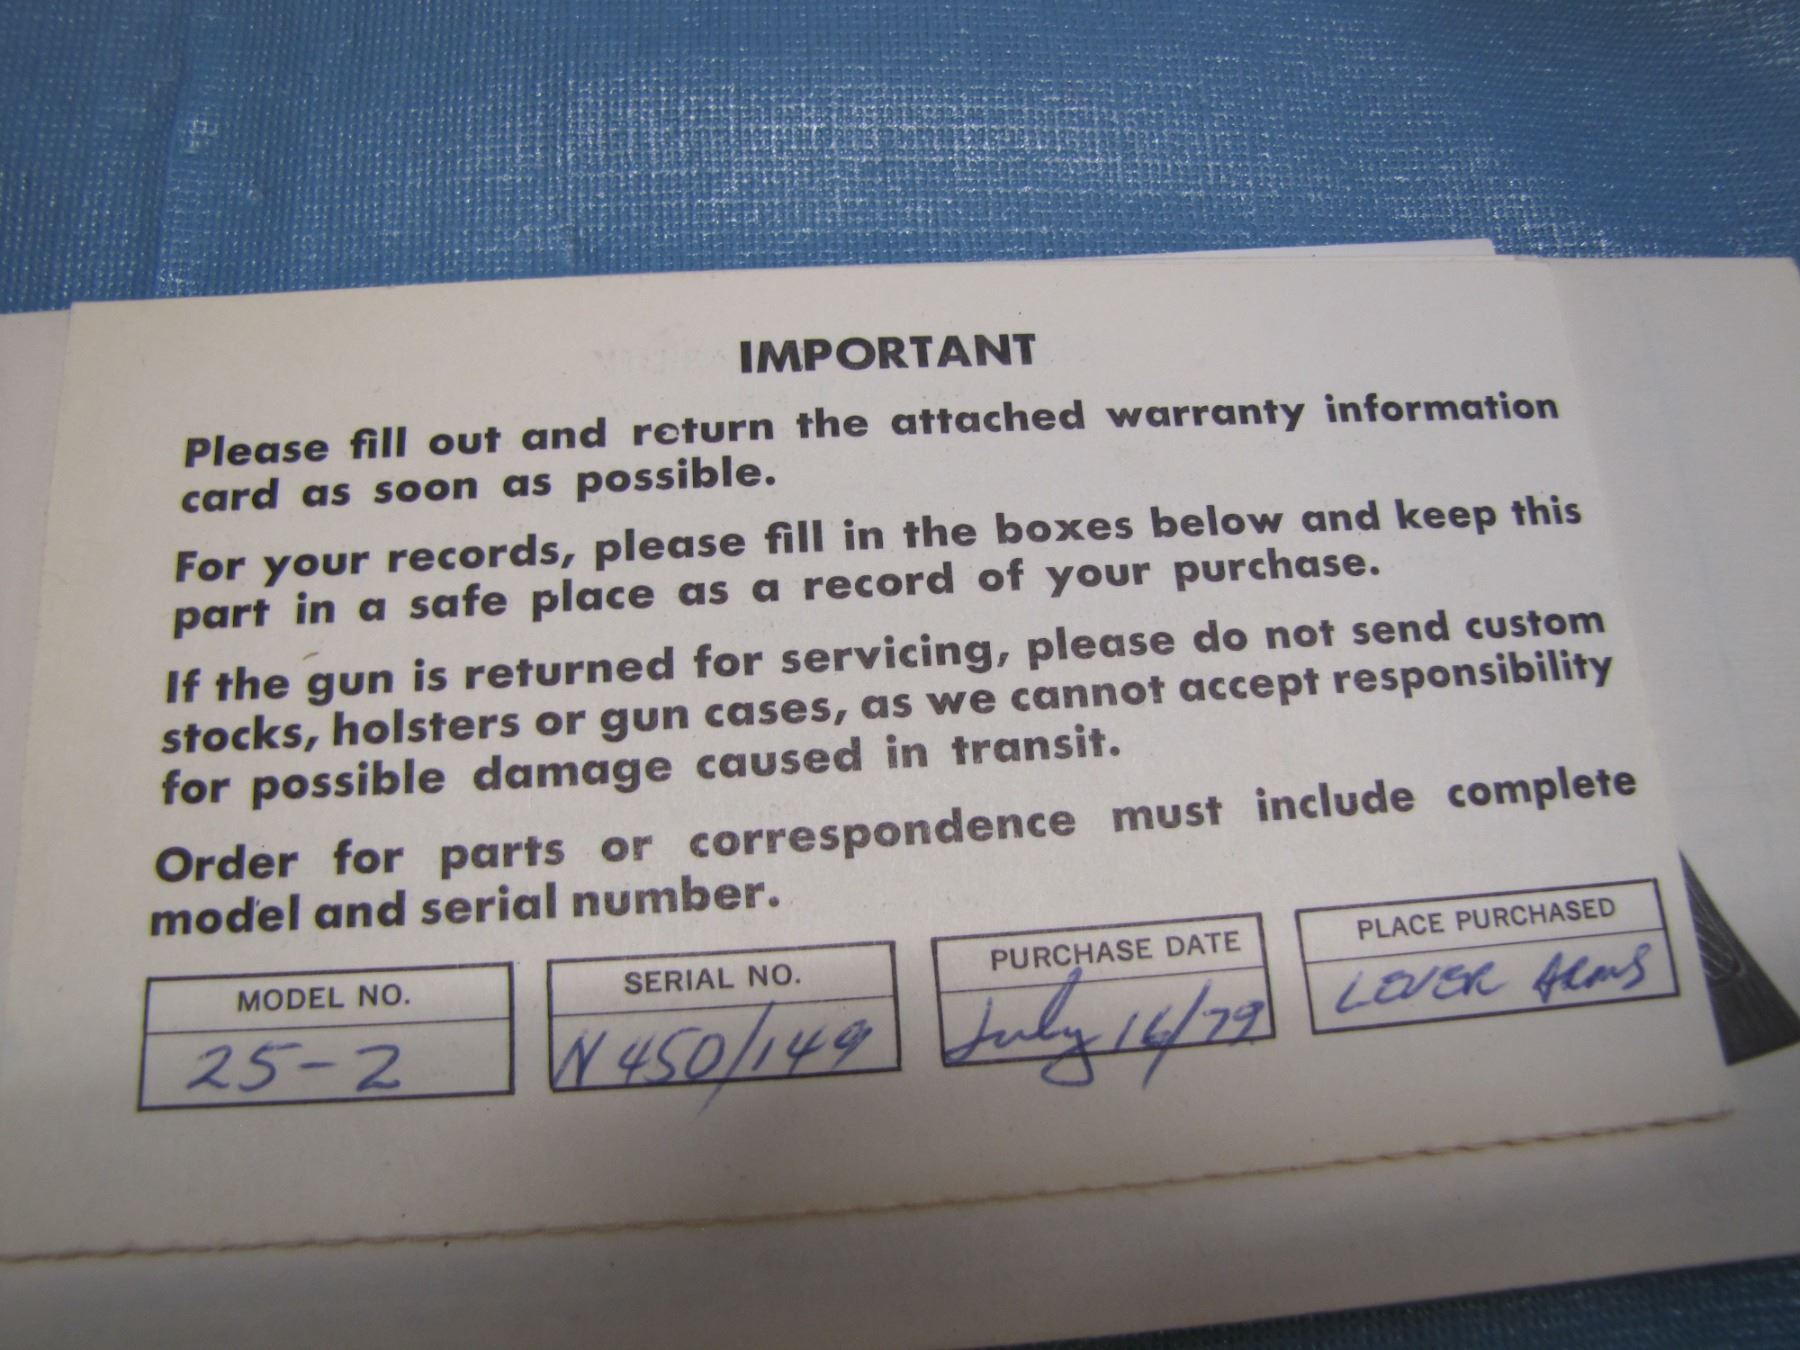 IMPORTANT
Please fill out and return the attached warranty information
card as soon as possible.
For your records, please fill in the boxes below and keep this
part in a safe place as a record of your purchase.
If the gun is returned for servicing, please do not send custom
stocks, holsters or gun cases, as we cannot accept responsibility
for possible damage caused in transit.
Order for parts or correspondence must include complete
model and serial number.
MODEL NO. SERIAL NO. PURCHASE DATE PLACE PURCHASED
25-2 N450/149 July 16/79 LEVER ARMS